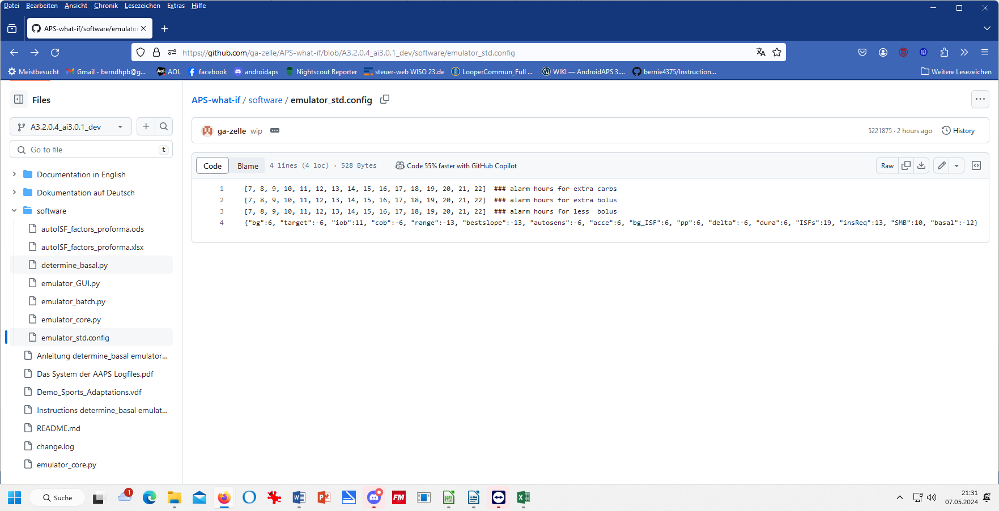 Datei Bearbeiten Ansicht Chronik Lesezeichen Extras Hilfe
APS-what-if/software/emulator
https://github.com/ga-zelle/APS-what-if/blob/A3.2.0.4_ai3.0.1_dev/software/emulator_std.config
Meistbesucht Gmail - berndhpb@g... AOL AOL facebook androidaps Nightscout Reporter steuer-web WISO 23.de LooperCommun_Full ... WIKI — AndroidAPS 3.... bernie4375/Instruction... Weitere Lesezeichen
Files
A3.2.0.4_ai3.0.1_dev
Go to file t
Documentation in English
Dokumentation auf Deutsch
software
autoISF_factors_proforma.ods
autoISF_factors_proforma.xlsx
determine_basal.py
emulator_GUI.py
emulator_batch.py
emulator_core.py
emulator_std.config
Anleitung determine_basal emulator...
Das System der AAPS Logfiles.pdf
Demo_Sports_Adaptations.vdf
Instructions determine_basal emulat...
README.md
change.log
emulator_core.py
APS-what-if / software / emulator_std.config
ga-zelle wip 5221875 · 2 hours ago History
Code Blame 4 lines (4 loc) · 528 Bytes Code 55% faster with GitHub Copilot Raw
1 [7, 8, 9, 10, 11, 12, 13, 14, 15, 16, 17, 18, 19, 20, 21, 22] ### alarm hours for extra carbs
2 [7, 8, 9, 10, 11, 12, 13, 14, 15, 16, 17, 18, 19, 20, 21, 22] ### alarm hours for extra bolus
3 [7, 8, 9, 10, 11, 12, 13, 14, 15, 16, 17, 18, 19, 20, 21, 22] ### alarm hours for less  bolus
4 {"bg":6, "target":-6, "iob":11, "cob":-6, "range":-13, "bestslope":-13, "autosens":-6, "acce":6, "bg_ISF":6, "pp":6, "delta":-6, "dura":6, "ISFs":19, "insReq":13, "SMB":10, "basal":-12}
Suche 1 FM
21:31
07.05.2024